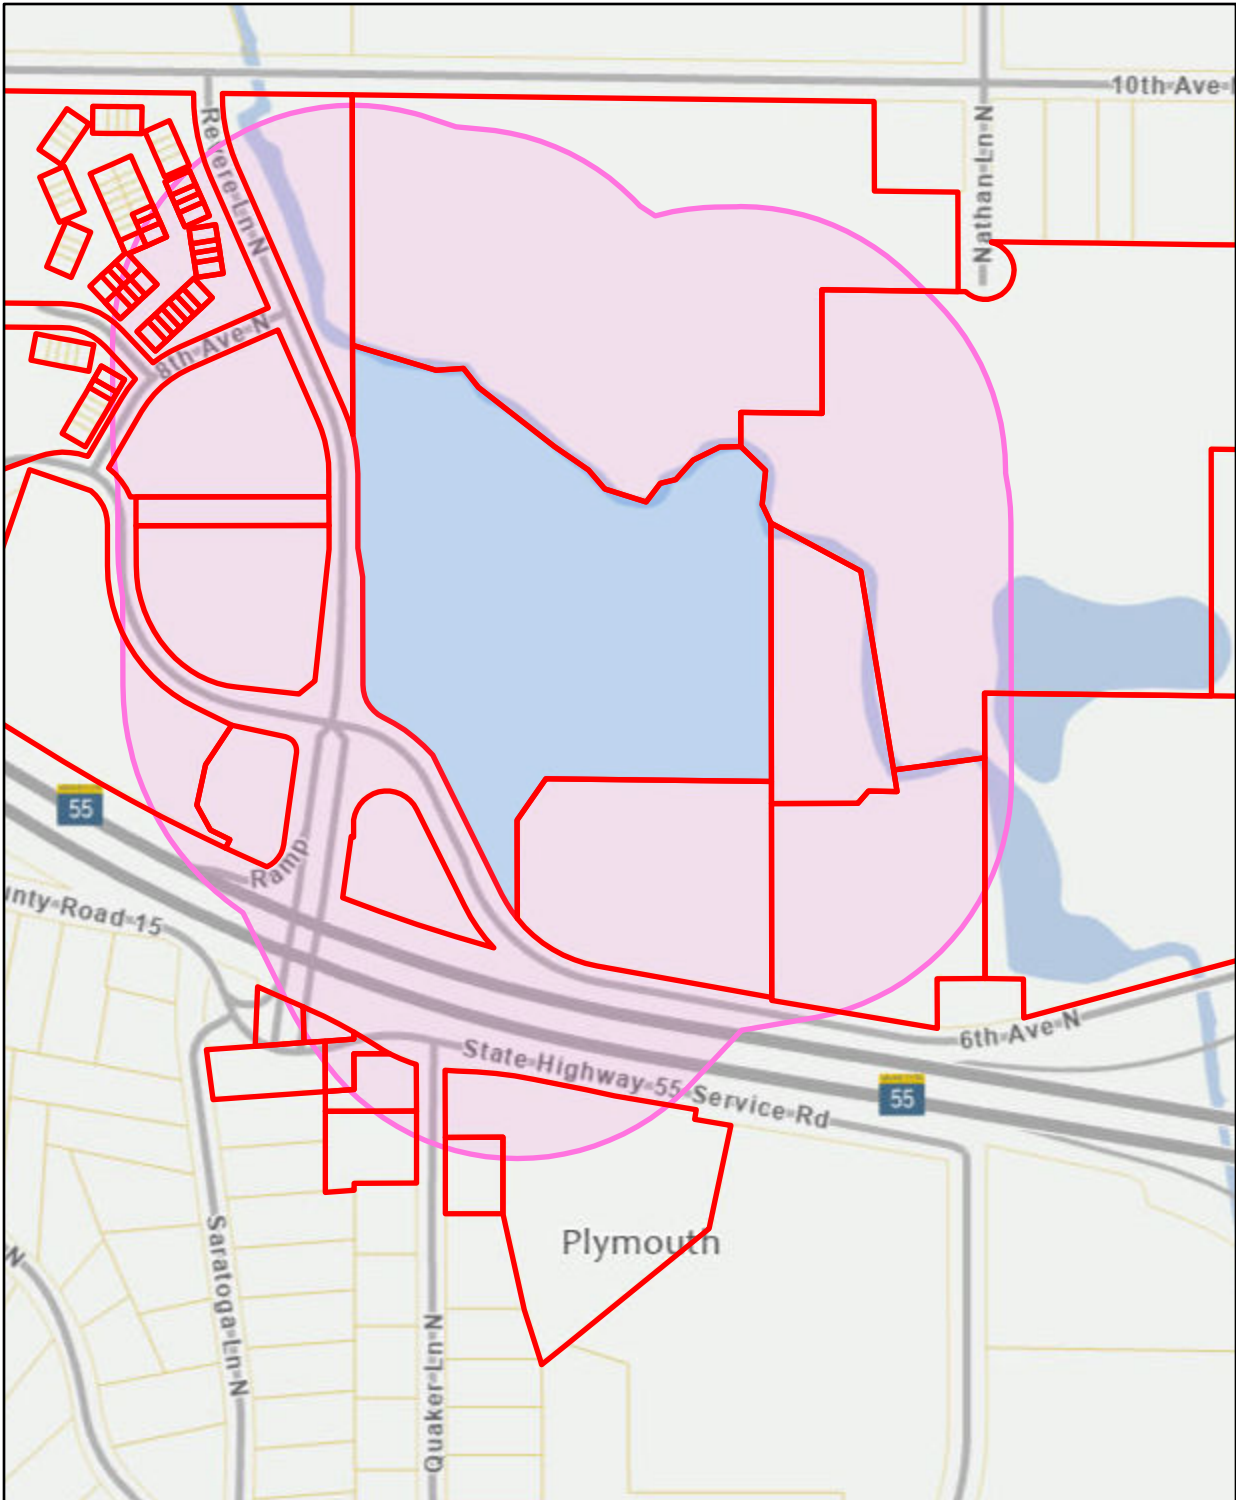 10th Ave
Revere Ln N
Nathan Ln N
8th Ave N
55
Ramp
unty Road 15
6th Ave N
State Highway 55 Service Rd
55
Plymouth
Saratoga Ln N
Quaker Ln N
N